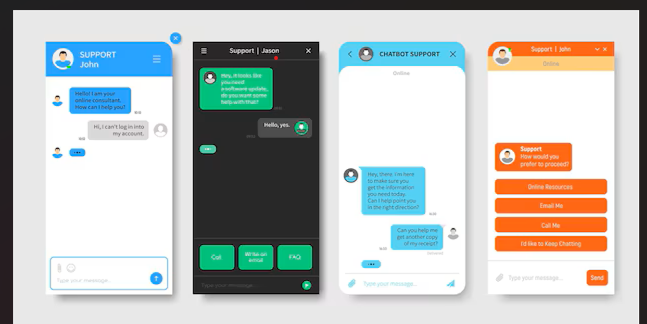 SUPPORT
John
Hello! I am your
online consultant.
How can I help you?
Hi, I can't log in into
my account.
Type your message...
Support | Jason
Hey, it looks like
you need
a software update,
do you want some
help with that?
Hello, yes.
Call
Write an
email
FAQ
Type your message...
CHATBOT SUPPORT
Online
Hey, there, I'm here
to make sure you
get the information
you need today.
Can I help point you
in the right direction?
Can you help me
get another copy
of my receipt?
Type your message...
Support | John
Online
Support
How would you
prefer to proceed?
Online Resources
Email Me
Call Me
I'd like to Keep Chatting
Type your message...
Send